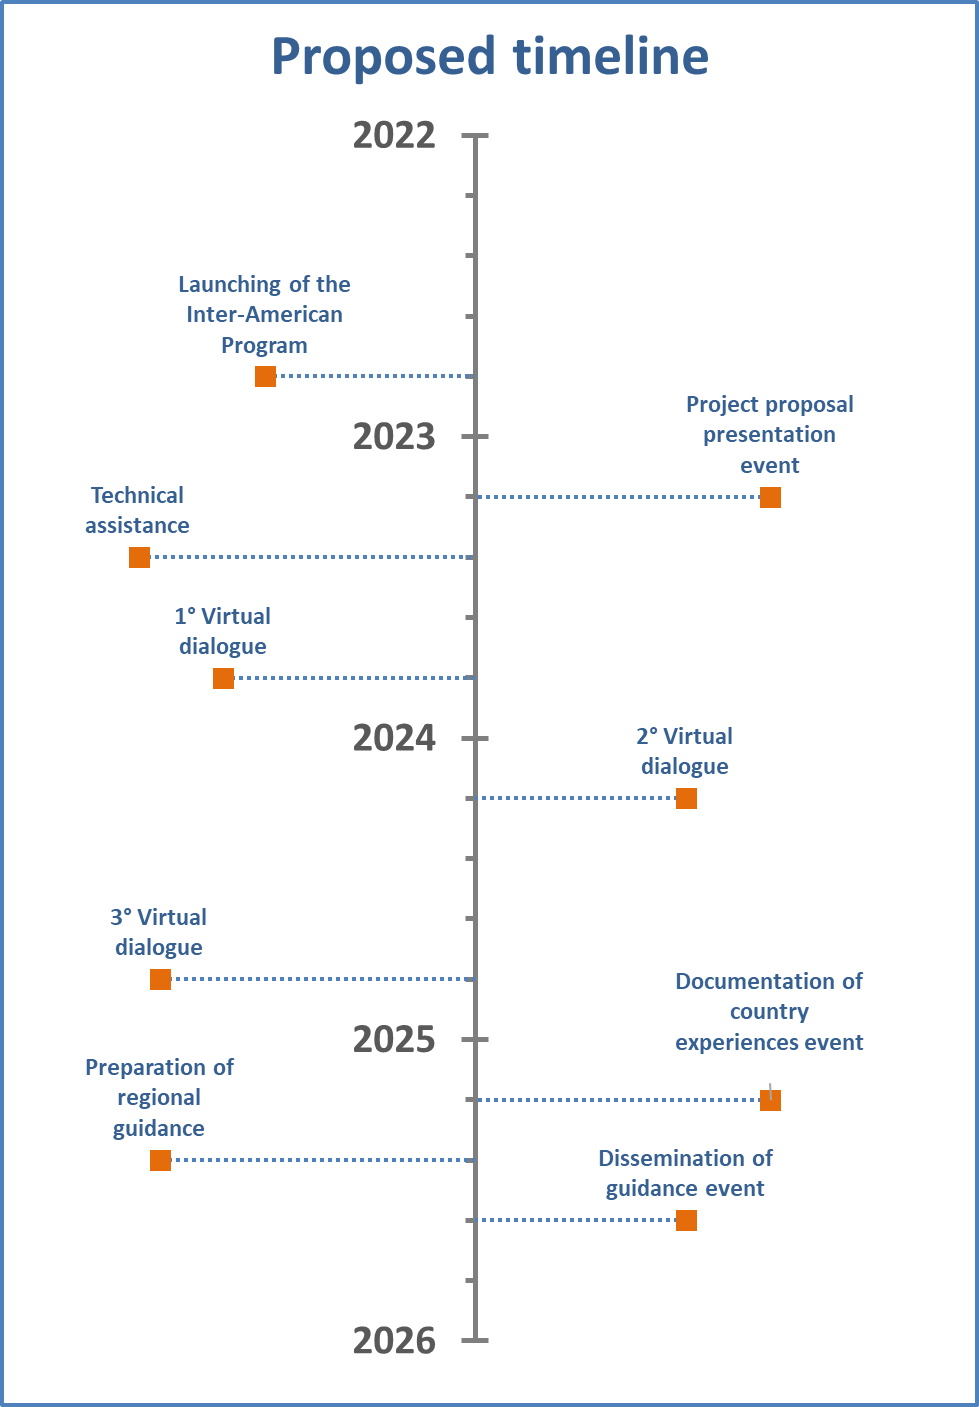 Proposed timeline
2022
Launching of the
Inter-American
Program
Project proposal
presentation
event
2023
Technical
assistance
1° Virtual
dialogue
2024
2° Virtual
dialogue
3° Virtual
dialogue
Documentation of
country
experiences event
2025
Preparation of
regional
guidance
Dissemination of
guidance event
2026